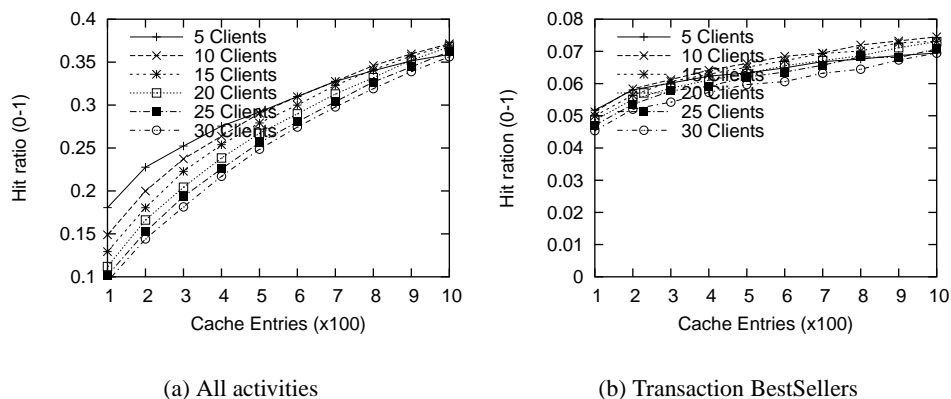 0.4
0.35
0.3
0.25
0.2
0.15
0.1
Hit ratio (0-1)
5 Clients
10 Clients
15 Clients
20 Clients
25 Clients
30 Clients
1 2 3 4 5 6 7 8 9 10
Cache Entries (x100)
(a) All activities
0.08
0.07
0.06
0.05
0.04
0.03
0.02
0.01
0
Hit ration (0-1)
5 Clients
10 Clients
15 Clients
20 Clients
25 Clients
30 Clients
1 2 3 4 5 6 7 8 9 10
Cache Entries (x100)
(b) Transaction BestSellers